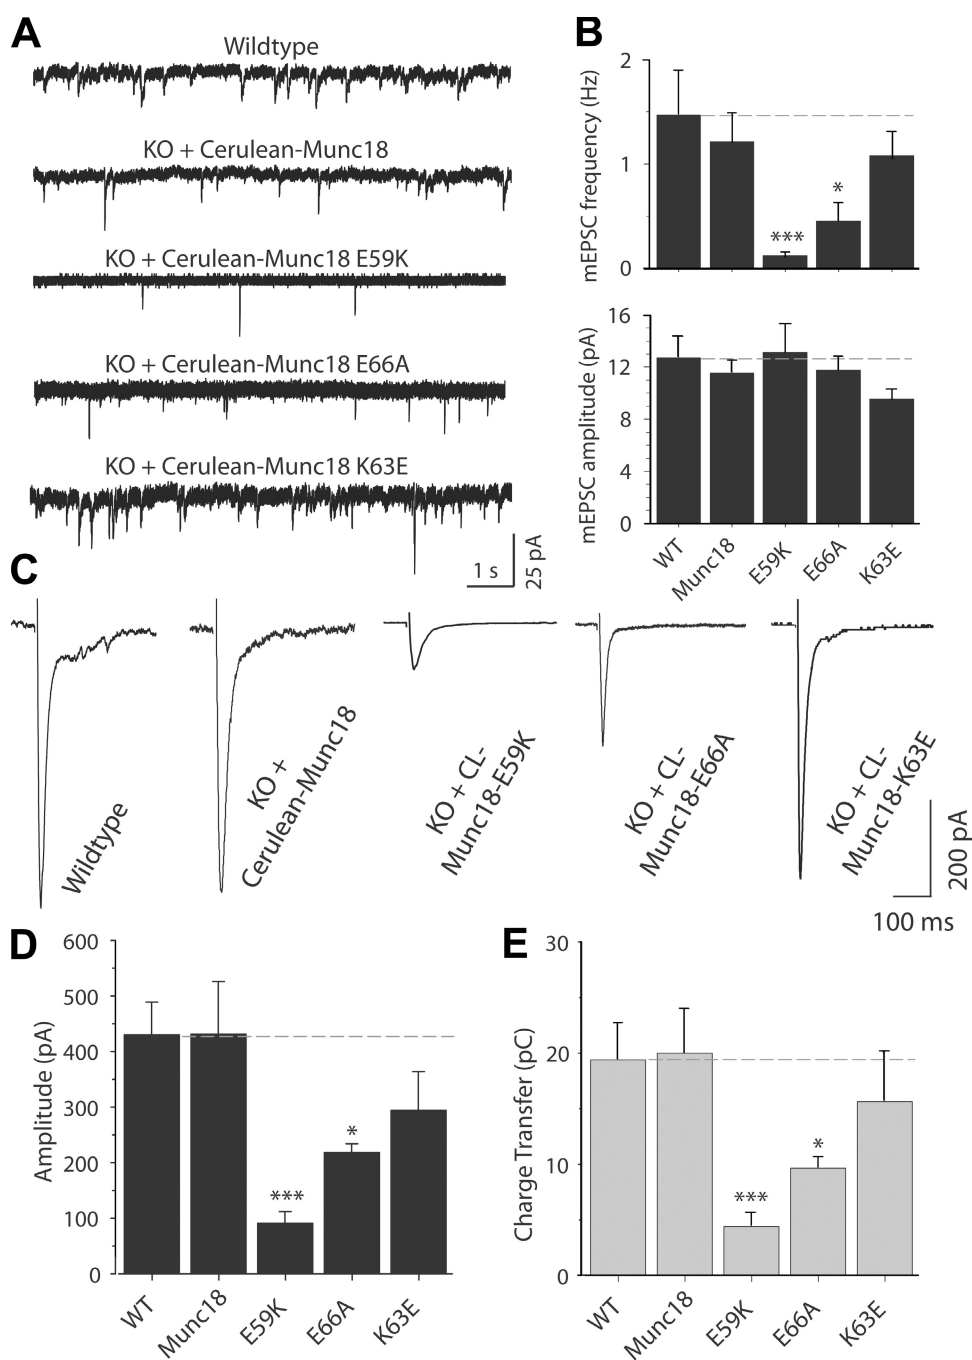 A
Wildtype
KO + Cerulean-Munc18
KO + Cerulean-Munc18 E59K
KO + Cerulean-Munc18 E66A
KO + Cerulean-Munc18 K63E
1 s
25 pA
B
mEPSC frequency (Hz)
2
1
0
***
*
mEPSC amplitude (pA)
16
12
8
4
0
WT
Munc18
E59K
E66A
K63E
C
Wildtype
KO +
Cerulean-Munc18
KO + CL-
Munc18-E59K
KO + CL-
Munc18-E66A
KO + CL-
Munc18-K63E
200 pA
100 ms
D
Amplitude (pA)
600
500
400
300
200
100
0
***
*
WT
Munc18
E59K
E66A
K63E
E
Charge Transfer (pC)
30
20
10
0
***
*
WT
Munc18
E59K
E66A
K63E